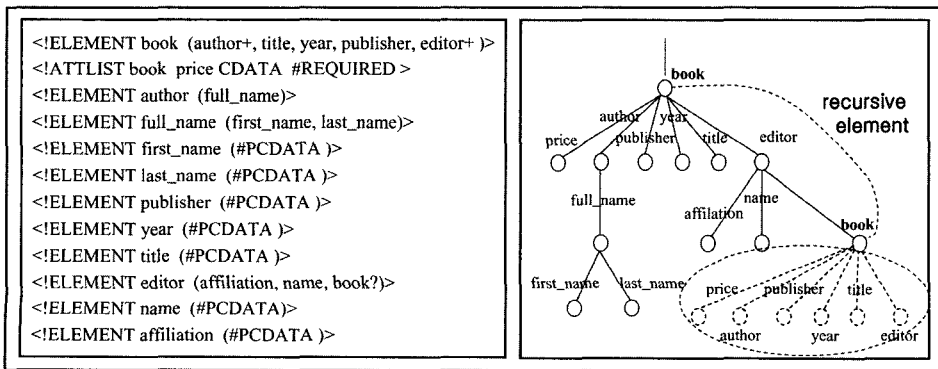 <!ELEMENT book (author+, title, year, publisher, editor+ )>
<!ATTLIST book price CDATA #REQUIRED >
<!ELEMENT author (full_name)>
<!ELEMENT full_name (first_name, last_name)>
<!ELEMENT first_name (#PCDATA )>
<!ELEMENT last_name (#PCDATA )>
<!ELEMENT publisher (#PCDATA )>
<!ELEMENT year (#PCDATA )>
<!ELEMENT title (#PCDATA )>
<!ELEMENT editor (affiliation, name, book?)>
<!ELEMENT name (#PCDATA)>
<!ELEMENT affiliation (#PCDATA )>
book
recursive
element
author year
price publisher title editor
full_name
affilation name
book
first_name last_name
price publisher title
author year editor